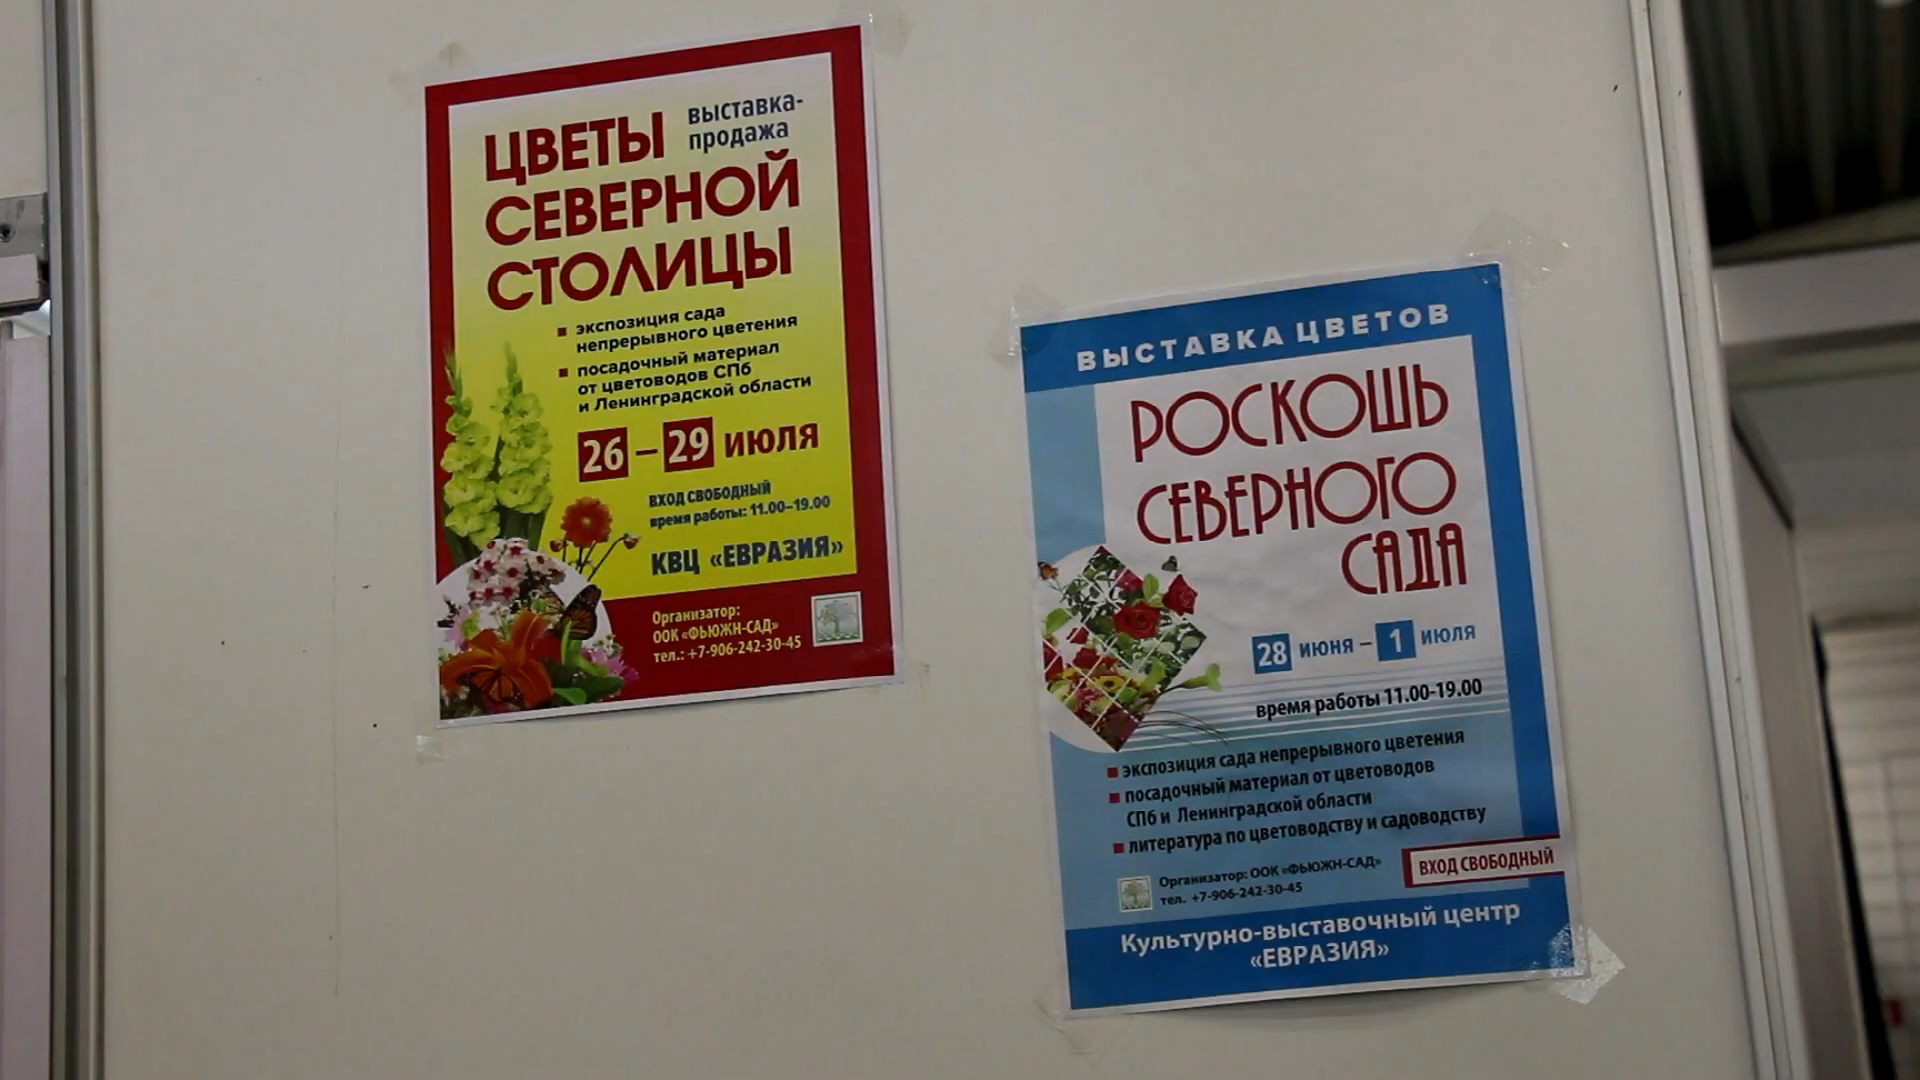 ЦВЕТЫ
выставка-
продажа
СЕВЕРНОЙ
СТОЛИЦЫ
экспозиция сада
непрерывного цветения
посадочный материал
от цветоводов СПб
и Ленинградской области
26 – 29 ИЮЛЯ
ВХОД СВОБОДНЫЙ
время работы: 11.00–19.00
КВЦ «ЕВРАЗИЯ»
Организатор:
ООК «ФЬЮЖН-САД»
тел.: +7-906-242-30-45
ВЫСТАВКА ЦВЕТОВ
РОСКОШЬ
СЕВЕРНОГО
САДА
28 ИЮНЯ – 1 ИЮЛЯ
время работы 11.00-19.00
экспозиция сада непрерывного цветения
посадочный материал от цветоводов
СПб и Ленинградской области
литература по цветоводству и садоводству
ВХОД СВОБОДНЫЙ
Организатор: ООК «ФЬЮЖН-САД»
тел. +7-906-242-30-45
Культурно-выставочный центр
«ЕВРАЗИЯ»